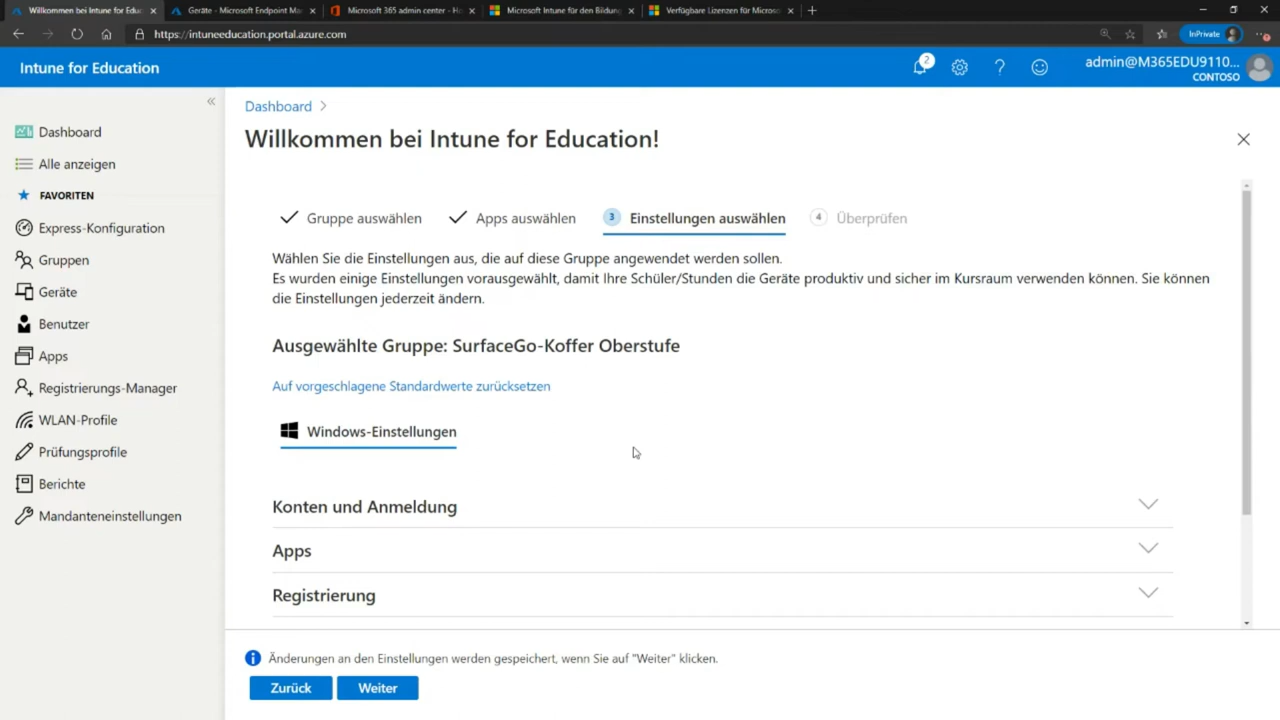 Willkommen bei Intune for Educ
Geräte - Microsoft Endpoint Ma
Microsoft 365 admin center - H
Microsoft Intune für den Bildung
Verfügbare Lizenzen für Microso
https://intuneeducation.portal.azure.com
InPrivate
Intune for Education
2
admin@M365EDU9110...
CONTOSO
Dashboard
Alle anzeigen
FAVORITEN
Express-Konfiguration
Gruppen
Geräte
Benutzer
Apps
Registrierungs-Manager
WLAN-Profile
Prüfungsprofile
Berichte
Mandanteneinstellungen
Dashboard
Willkommen bei Intune for Education!
Gruppe auswählen
Apps auswählen
3 Einstellungen auswählen
4 Überprüfen
Wählen Sie die Einstellungen aus, die auf diese Gruppe angewendet werden sollen.
Es wurden einige Einstellungen vorausgewählt, damit Ihre Schüler/Stunden die Geräte produktiv und sicher im Kursraum verwenden können. Sie können
die Einstellungen jederzeit ändern.
Ausgewählte Gruppe: SurfaceGo-Koffer Oberstufe
Auf vorgeschlagene Standardwerte zurücksetzen
Windows-Einstellungen
Konten und Anmeldung
Apps
Registrierung
Änderungen an den Einstellungen werden gespeichert, wenn Sie auf "Weiter" klicken.
Zurück
Weiter